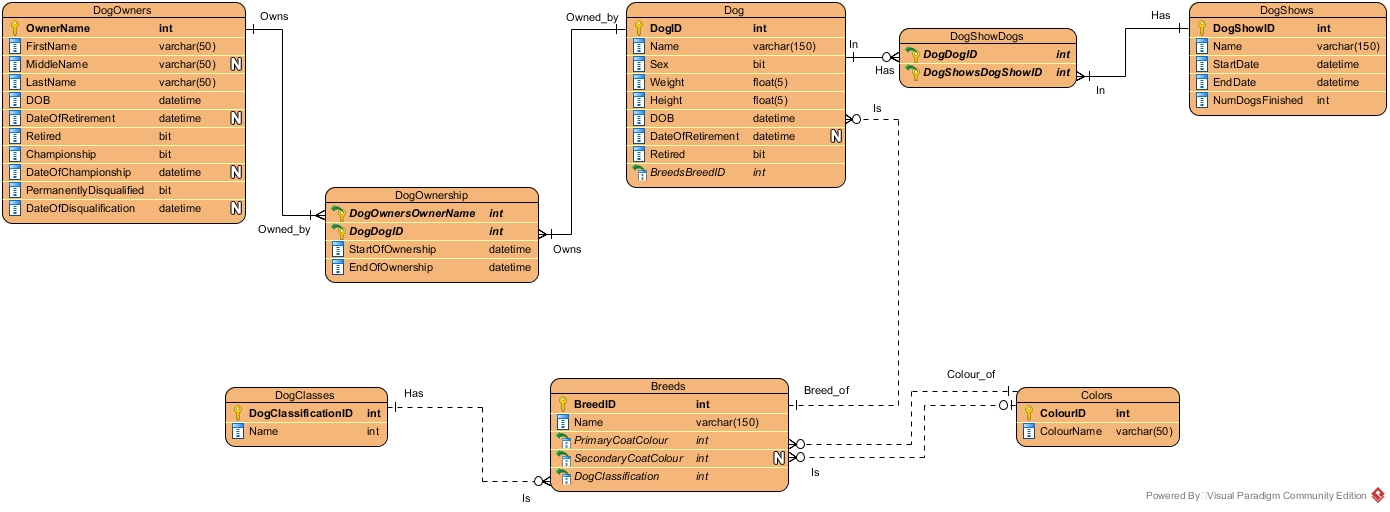 DogOwners
OwnerName int
FirstName varchar(50)
MiddleName varchar(50) N
LastName varchar(50)
DOB datetime
DateOfRetirement datetime N
Retired bit
Championship bit
DateOfChampionship datetime N
PermanentlyDisqualified bit
DateOfDisqualification datetime N
Owns
Owned_by
DogOwnership
DogOwnersOwnerName int
DogDogID int
StartOfOwnership datetime
EndOfOwnership datetime
Owned_by
Owns
Dog
DogID int
Name varchar(150)
Sex bit
Weight float(5)
Height float(5)
DOB datetime
DateOfRetirement datetime N
Retired bit
BreedsBreedID int
In
Has
Is
DogShowDogs
DogDogID int
DogShowsDogShowID int
Has
In
DogShows
DogShowID int
Name varchar(150)
StartDate datetime
EndDate datetime
NumDogsFinished int
DogClasses
DogClassificationID int
Name int
Has
Is
Breeds
BreedID int
Name varchar(150)
PrimaryCoatColour int
SecondaryCoatColour int N
DogClassification int
Breed_of
Is
Colour_of
Colors
ColourID int
ColourName varchar(50)
Powered By Visual Paradigm Community Edition